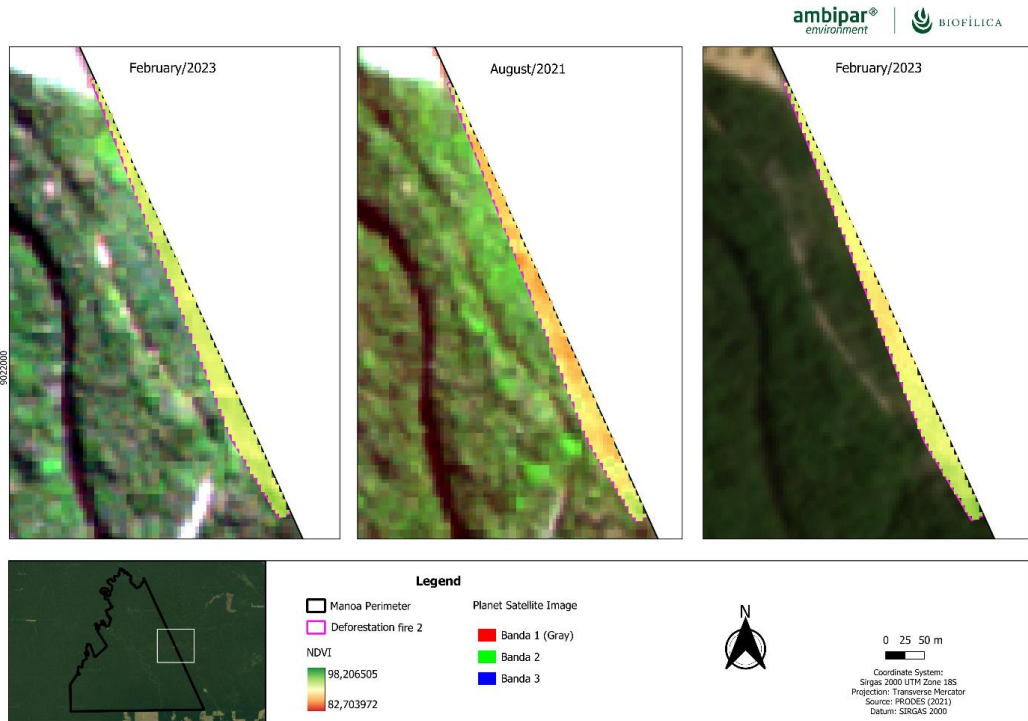 ambipar®
environment
BIOFÍLICA
February/2023
August/2021
February/2023
9022000
Legend
Manoa Perimeter
Deforestation fire 2
NDVI
98,206505
82,703972
Planet Satellite Image
Banda 1 (Gray)
Banda 2
Banda 3
N
0 25 50 m
Coordinate System:
Sirgas 2000 UTM Zone 18S
Projection: Transverse Mercator
Source: PRODES (2021)
Datum: SIRGAS 2000